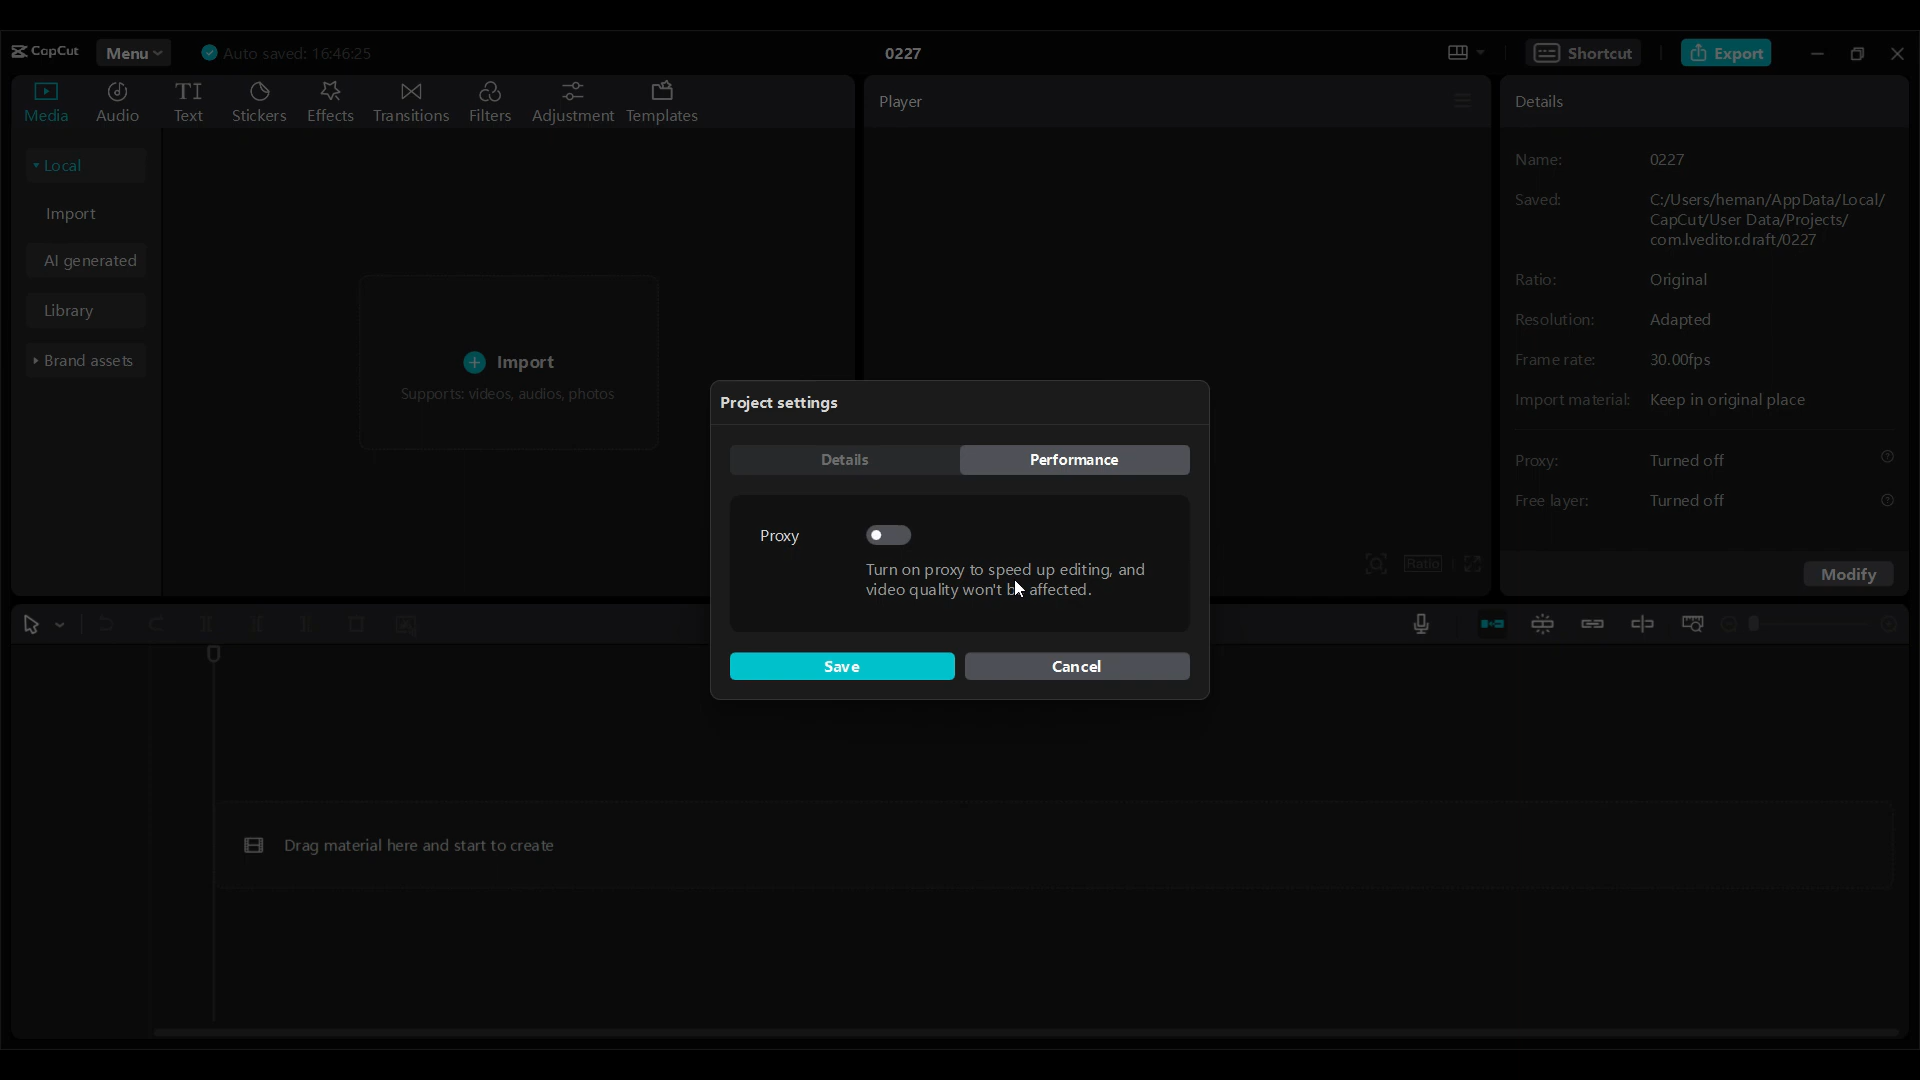 CapCut
Menu
Auto saved: 16:46:25
0227
Shortcut
Export
Media
Audio
Text
Stickers
Effects
Transitions
Filters
Adjustment
Templates
Local
Import
AI generated
Library
Brand assets
Import
Supports: videos, audios, photos
Player
Ratio
Details
Name: 0227
Saved: C:/Users/heman/AppData/Local/
CapCut/User Data/Projects/
com.lveditor.draft/0227
Ratio: Original
Resolution: Adapted
Frame rate: 30.00fps
Import material: Keep in original place
Proxy: Turned off
Free layer: Turned off
Modify
Project settings
Details
Performance
Proxy
Turn on proxy to speed up editing, and
video quality won't be affected.
Save
Cancel
Drag material here and start to create